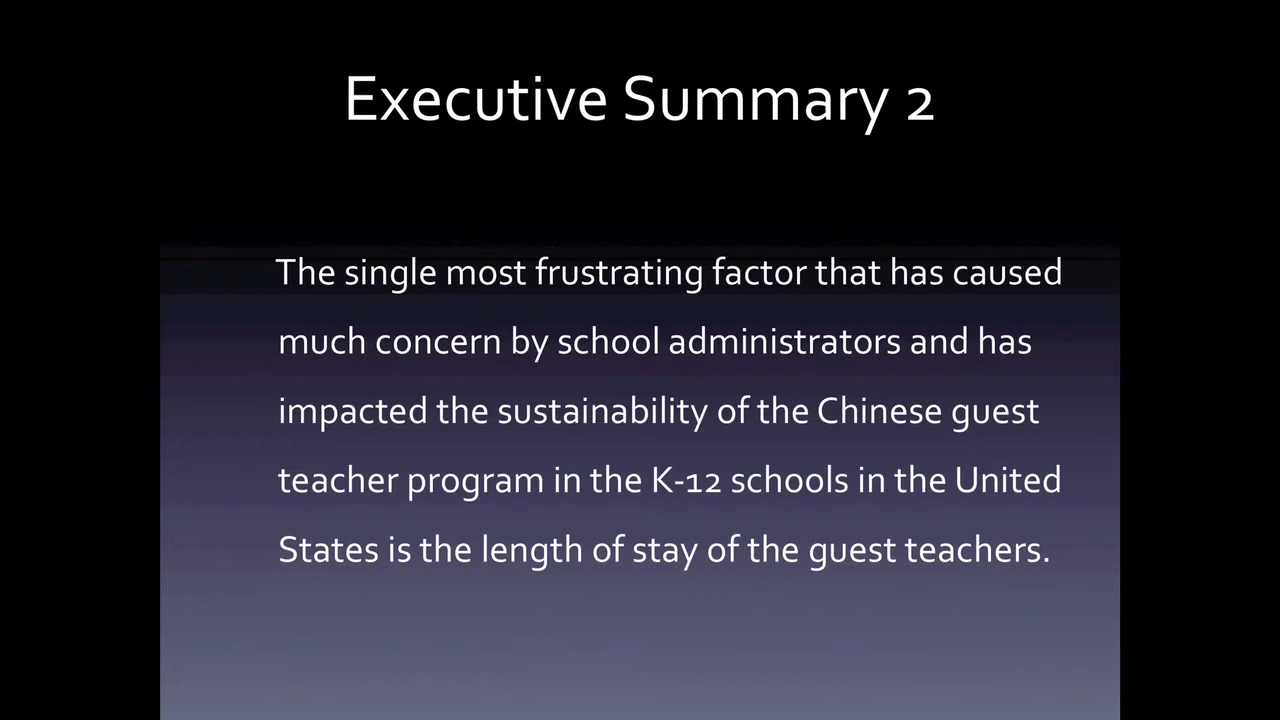 Executive Summary 2
The single most frustrating factor that has caused
much concern by school administrators and has
impacted the sustainability of the Chinese guest
teacher program in the K-12 schools in the United
States is the length of stay of the guest teachers.